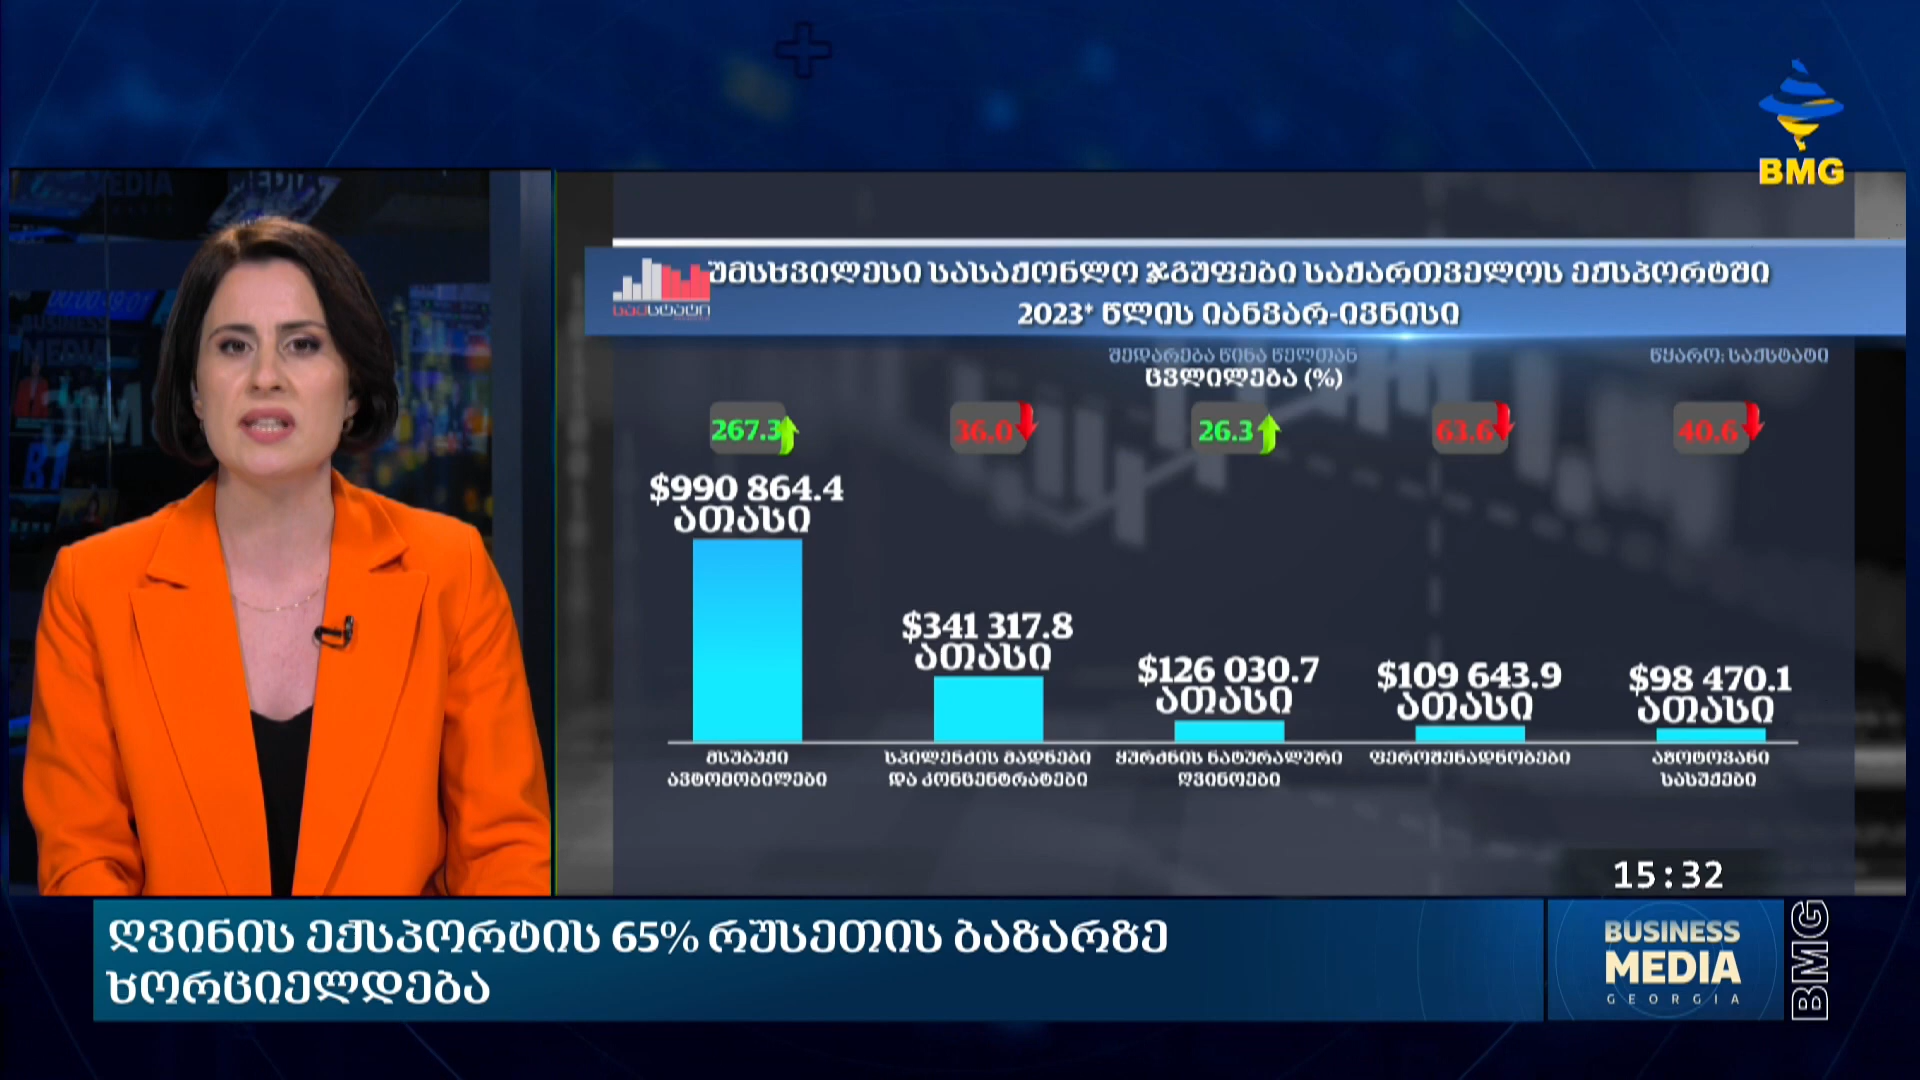 BMG
უმსხვილესი სასაქონლო ჯგუფები საქართველოს ექსპორტში
2023* წლის იანვარ-ივნისი
საქსტატი
შედარება წინა წელთან
ცვლილება (%)
წყარო: საქსტატი
267.3
36.0
26.3
63.6
40.6
$990 864.4
ათასი
$341 317.8
ათასი
$126 030.7
ათასი
$109 643.9
ათასი
$98 470.1
ათასი
მსუბუქი
ავტომობილები
სპილენძის მადნები
და კონცენტრატები
ყურძნის ნატურალური
ღვინოები
ფეროშენადნობები
აზოტოვანი
სასუქები
15:32
ღვინის ექსპორტის 65% რუსეთის ბაზარზე
ხორციელდება
BUSINESS
MEDIA
GEORGIA
BMG